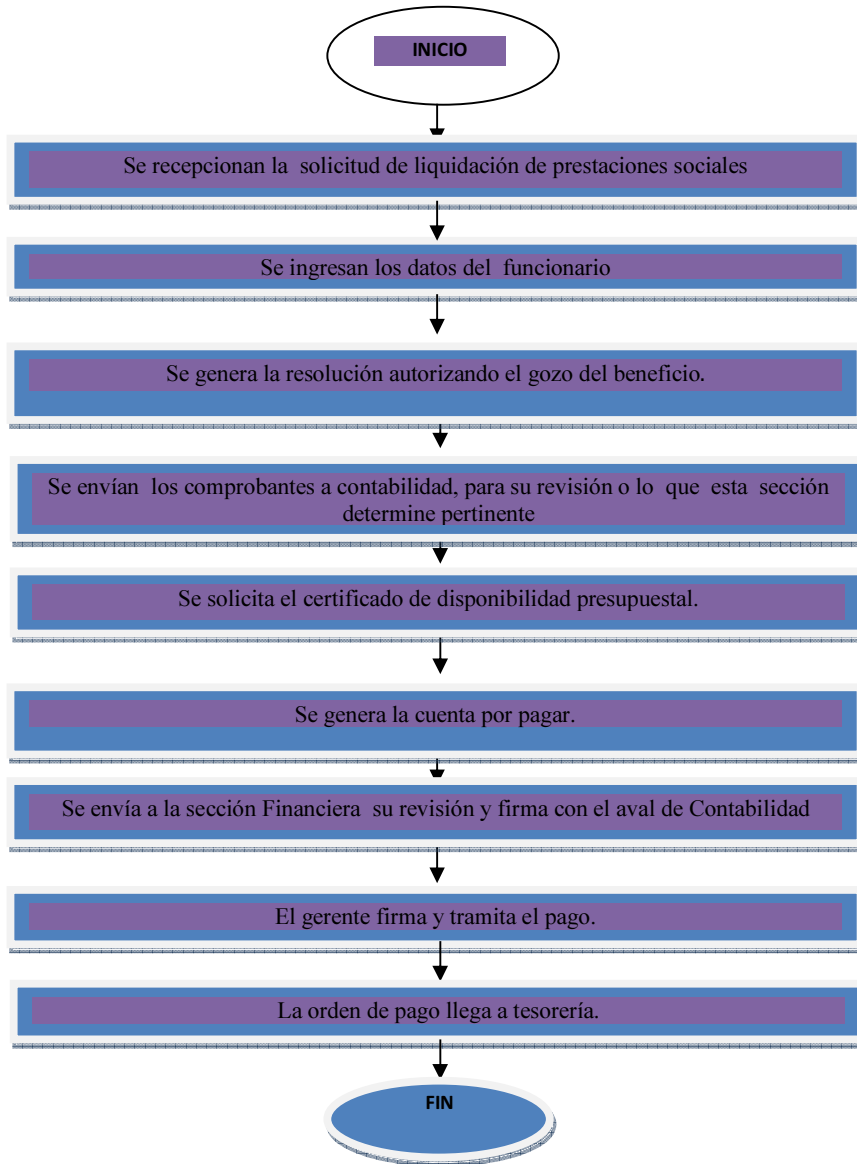 INICIO
Se recepcionan la solicitud de liquidación de prestaciones sociales
Se ingresan los datos del funcionario
Se genera la resolución autorizando el gozo del beneficio.
Se envían los comprobantes a contabilidad, para su revisión o lo que esta sección
determine pertinente
Se solicita el certificado de disponibilidad presupuestal.
Se genera la cuenta por pagar.
Se envía a la sección Financiera su revisión y firma con el aval de Contabilidad
El gerente firma y tramita el pago.
La orden de pago llega a tesorería.
FIN